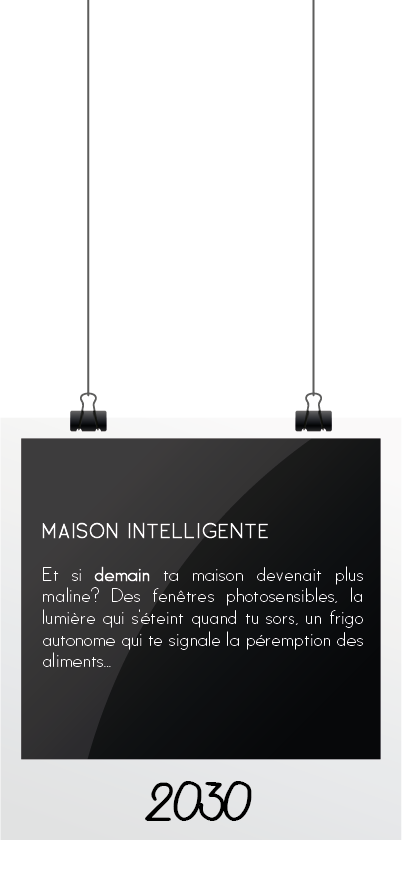 MAISON INTELLIGENTE
Et si demain ta maison devenait plus
maline? Des fenêtres photosensibles, la
lumière qui s'éteint quand tu sors, un frigo
autonome qui te signale la péremption des
aliments...
2030